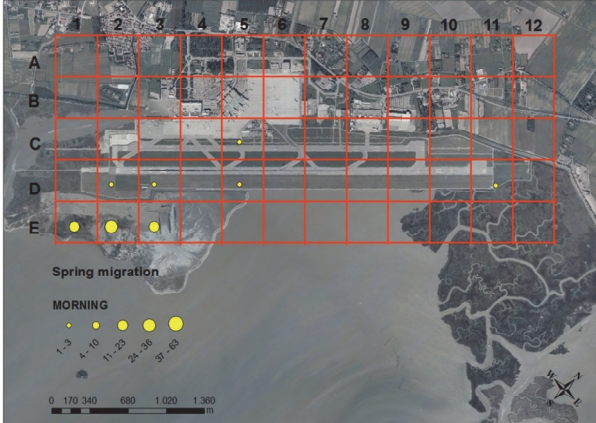 1 2 3 4 5 6 7 8 9 10 11 12
A
B
C
D
E
Spring migration
MORNING
1 - 3 4 - 10 11 - 23 24 - 36 37 - 63
0 170 340 680 1.020 1.360
m
N
W
E
S